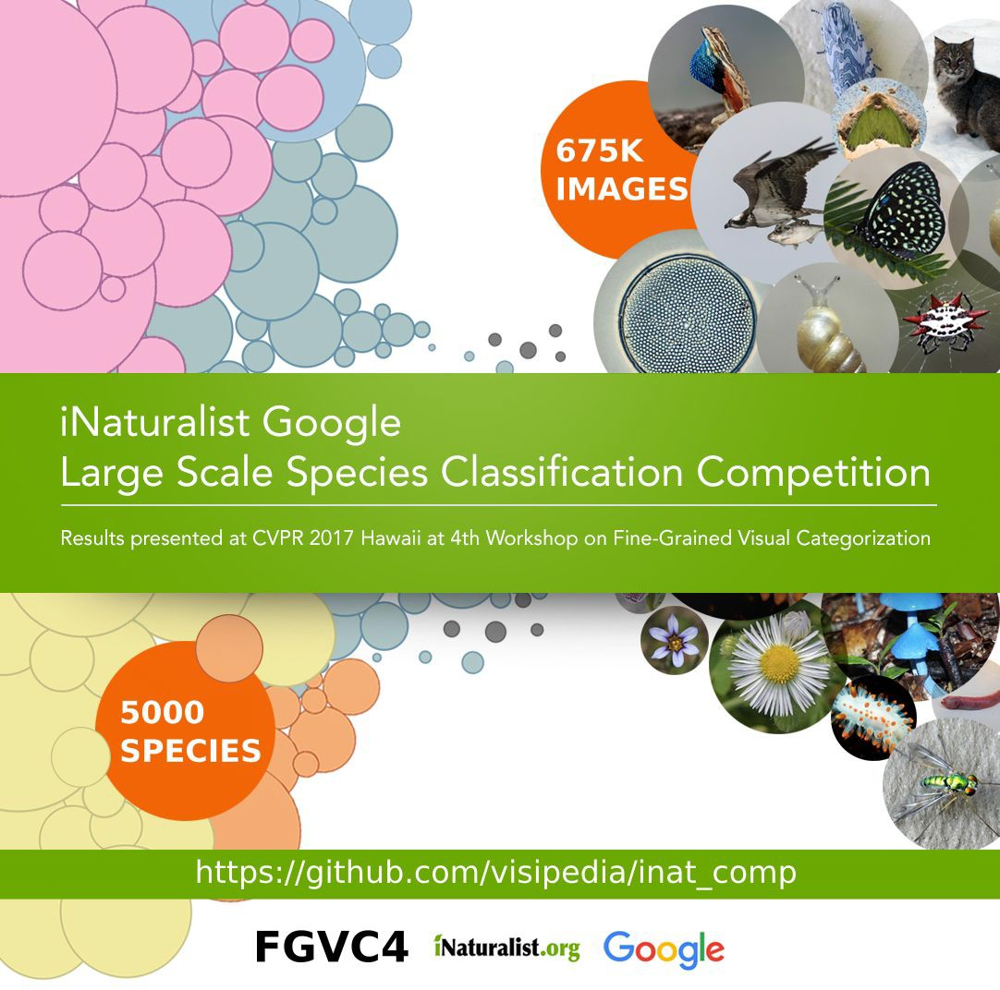 675K
IMAGES
iNaturalist Google
Large Scale Species Classification Competition
Results presented at CVPR 2017 Hawaii at 4th Workshop on Fine-Grained Visual Categorization
5000
SPECIES
https://github.com/visipedia/inat_comp
FGVC4 iNaturalist.org Google